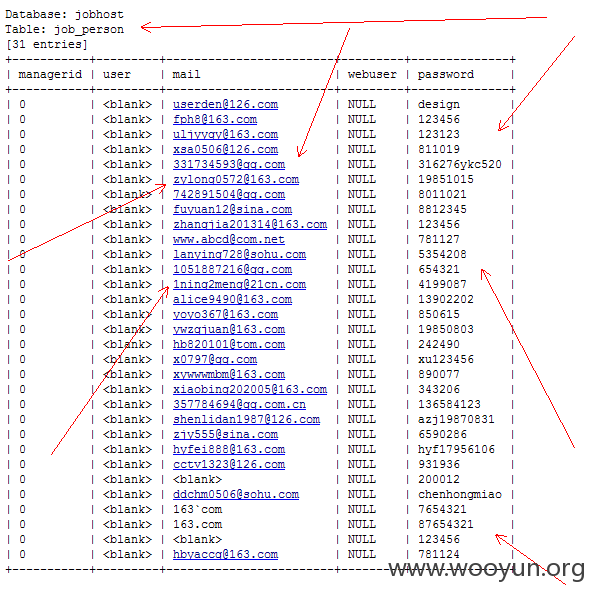 Database: jobhost
Table: job_person
[31 entries]
+-----------+---------+-------------------------+---------+--------------+
| managerid | user | mail | webuser | password |
+-----------+---------+-------------------------+---------+--------------+
| 0 | <blank> | userden@126.com | NULL | design |
| 0 | <blank> | fph8@163.com | NULL | 123456 |
| 0 | <blank> | uljyygy@163.com | NULL | 123123 |
| 0 | <blank> | xsa0506@126.com | NULL | 811019 |
| 0 | <blank> | 331734593@qq.com | NULL | 316276ykc520 |
| 0 | <blank> | zylong0572@163.com | NULL | 19851015 |
| 0 | <blank> | 742891504@qq.com | NULL | 8011021 |
| 0 | <blank> | fuyuan12@sina.com | NULL | 8812345 |
| 0 | <blank> | zhangjia201314@163.com | NULL | 123456 |
| 0 | <blank> | www.abcd@com.net | NULL | 781127 |
| 0 | <blank> | lanying728@sohu.com | NULL | 5354208 |
| 0 | <blank> | 1051887216@qq.com | NULL | 654321 |
| 0 | <blank> | 1ning2meng@21cn.com | NULL | 4199087 |
| 0 | <blank> | alice9490@163.com | NULL | 13902202 |
| 0 | <blank> | yoyo367@163.com | NULL | 850615 |
| 0 | <blank> | ywzgjuan@163.com | NULL | 19850803 |
| 0 | <blank> | hb820101@tom.com | NULL | 242490 |
| 0 | <blank> | x0797@qq.com | NULL | xu123456 |
| 0 | <blank> | xywwwmbm@163.com | NULL | 890077 |
| 0 | <blank> | xiaobing202005@163.com | NULL | 343206 |
| 0 | <blank> | 357784694@qq.com.cn | NULL | 136584123 |
| 0 | <blank> | shenlidan1987@126.com | NULL | azj19870831 |
| 0 | <blank> | zjy555@sina.com | NULL | 6590286 |
| 0 | <blank> | hyfei888@163.com | NULL | hyf17956106 |
| 0 | <blank> | cctv1323@126.com | NULL | 931936 |
| 0 | <blank> | <blank> | NULL | 200012 |
| 0 | <blank> | ddchm0506@sohu.com | NULL | chenhongmiao |
| 0 | <blank> | 163`com | NULL | 7654321 |
| 0 | <blank> | 163.com | NULL | 87654321 |
| 0 | <blank> | <blank> | NULL | 123456 |
| 0 | <blank> | hbyaccq@163.com | NULL | 781124 |
+-----------+---------+-------------------------+---------+--------------+
www.wooyun.org